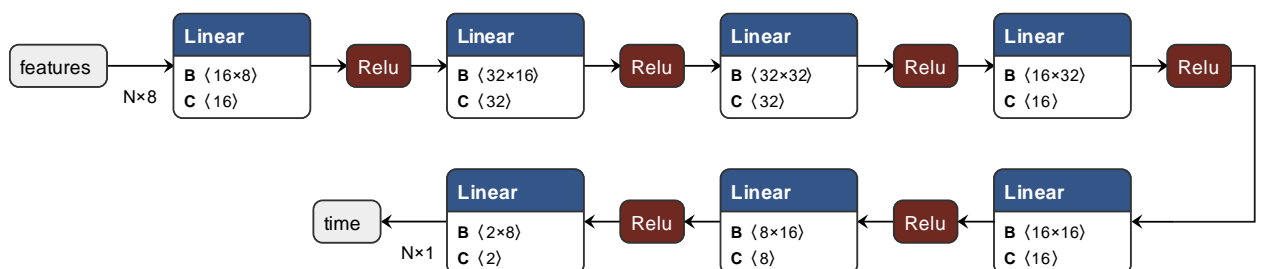 features
N×8
Linear
B ⟨16×8⟩
C ⟨16⟩
Relu
Linear
B ⟨32×16⟩
C ⟨32⟩
Relu
Linear
B ⟨32×32⟩
C ⟨32⟩
Relu
Linear
B ⟨16×32⟩
C ⟨16⟩
Relu
Linear
B ⟨16×16⟩
C ⟨16⟩
Relu
Linear
B ⟨8×16⟩
C ⟨8⟩
Relu
Linear
B ⟨2×8⟩
C ⟨2⟩
N×1
time